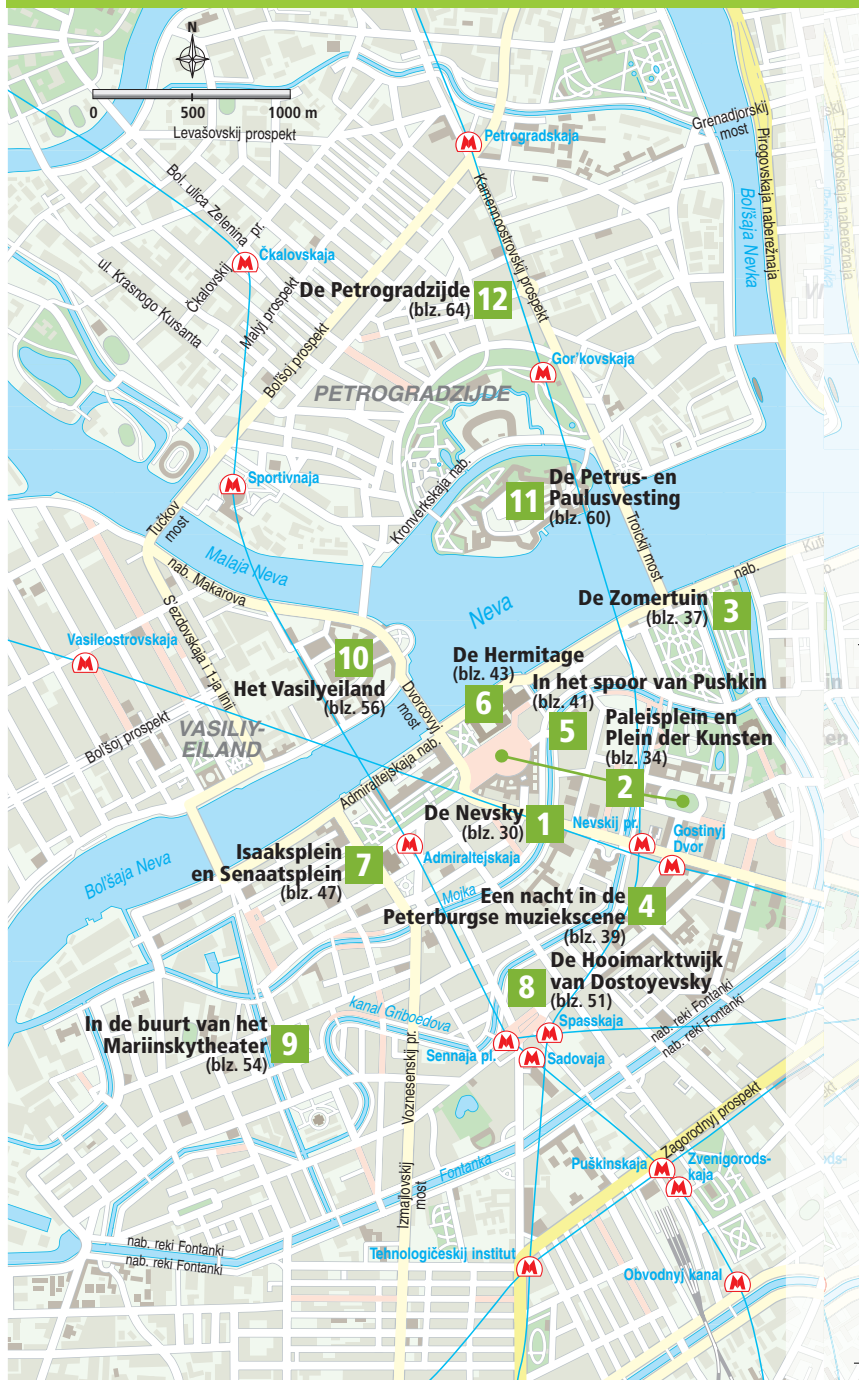 N
0 500 1000 m
Levašovskij prospekt
Grenadjorskij
most
Pirogovskaja naberežnaja
Bol'šaja Nevka
Petrogradskaja
Kamennoostrovskij prospekt
Bol. ulica Zelenina
pr.
Čkalovskij
Čkalovskaja
ul. Krasnogo Kursanta
Malyj prospekt
Bol'šoj prospekt
De Petrogradzijde
(blz. 64)
12
Gor'kovskaja
PETROGRADZIJDE
Sportivnaja
Kronverkskaja nab.
11
De Petrus- en
Paulusvesting
(blz. 60)
Troickij most
Tučkov
most
Malaja Neva
nab. Makarova
Neva
nab.
Kut
De Zomertuin
(blz. 37)
3
S'ezdovskaja i 1-ja linii
Vasileostrovskaja
10
Het Vasilyeiland
(blz. 56)
De Hermitage
(blz. 43)
6
In het spoor van Pushkin
(blz. 41)
5
Dvorcovyj
most
Paleisplein en
Plein der Kunsten
(blz. 34)
2
Bol'šoj prospekt
VASILIY-
EILAND
Admiraltejskaja nab.
De Nevsky
(blz. 30)
1
Nevskij pr.
Gostinyj
Dvor
Isaaksplein
en Senaatsplein
(blz. 47)
7
Admiraltejskaja
Bol'šaja Neva
Mojka
Een nacht in de
Peterburgse muziekscene
(blz. 39)
4
De Hooimarktwijk
van Dostoyevsky
(blz. 51)
8
kanal Griboedova
Spasskaja
nab. reki Fontanki
nab. reki Fontanki
In de buurt van het
Mariinskytheater
(blz. 54)
9
Sennaja pl.
Sadovaja
Voznesenskij pr.
Zagorodnyj prospekt
Puškinskaja
Zvenigorods-
kaja
Fontanka
Izmajlovskij
most
nab. reki Fontanki
nab. reki Fontanki
Tehnologičeskij institut
Obvodnyj kanal